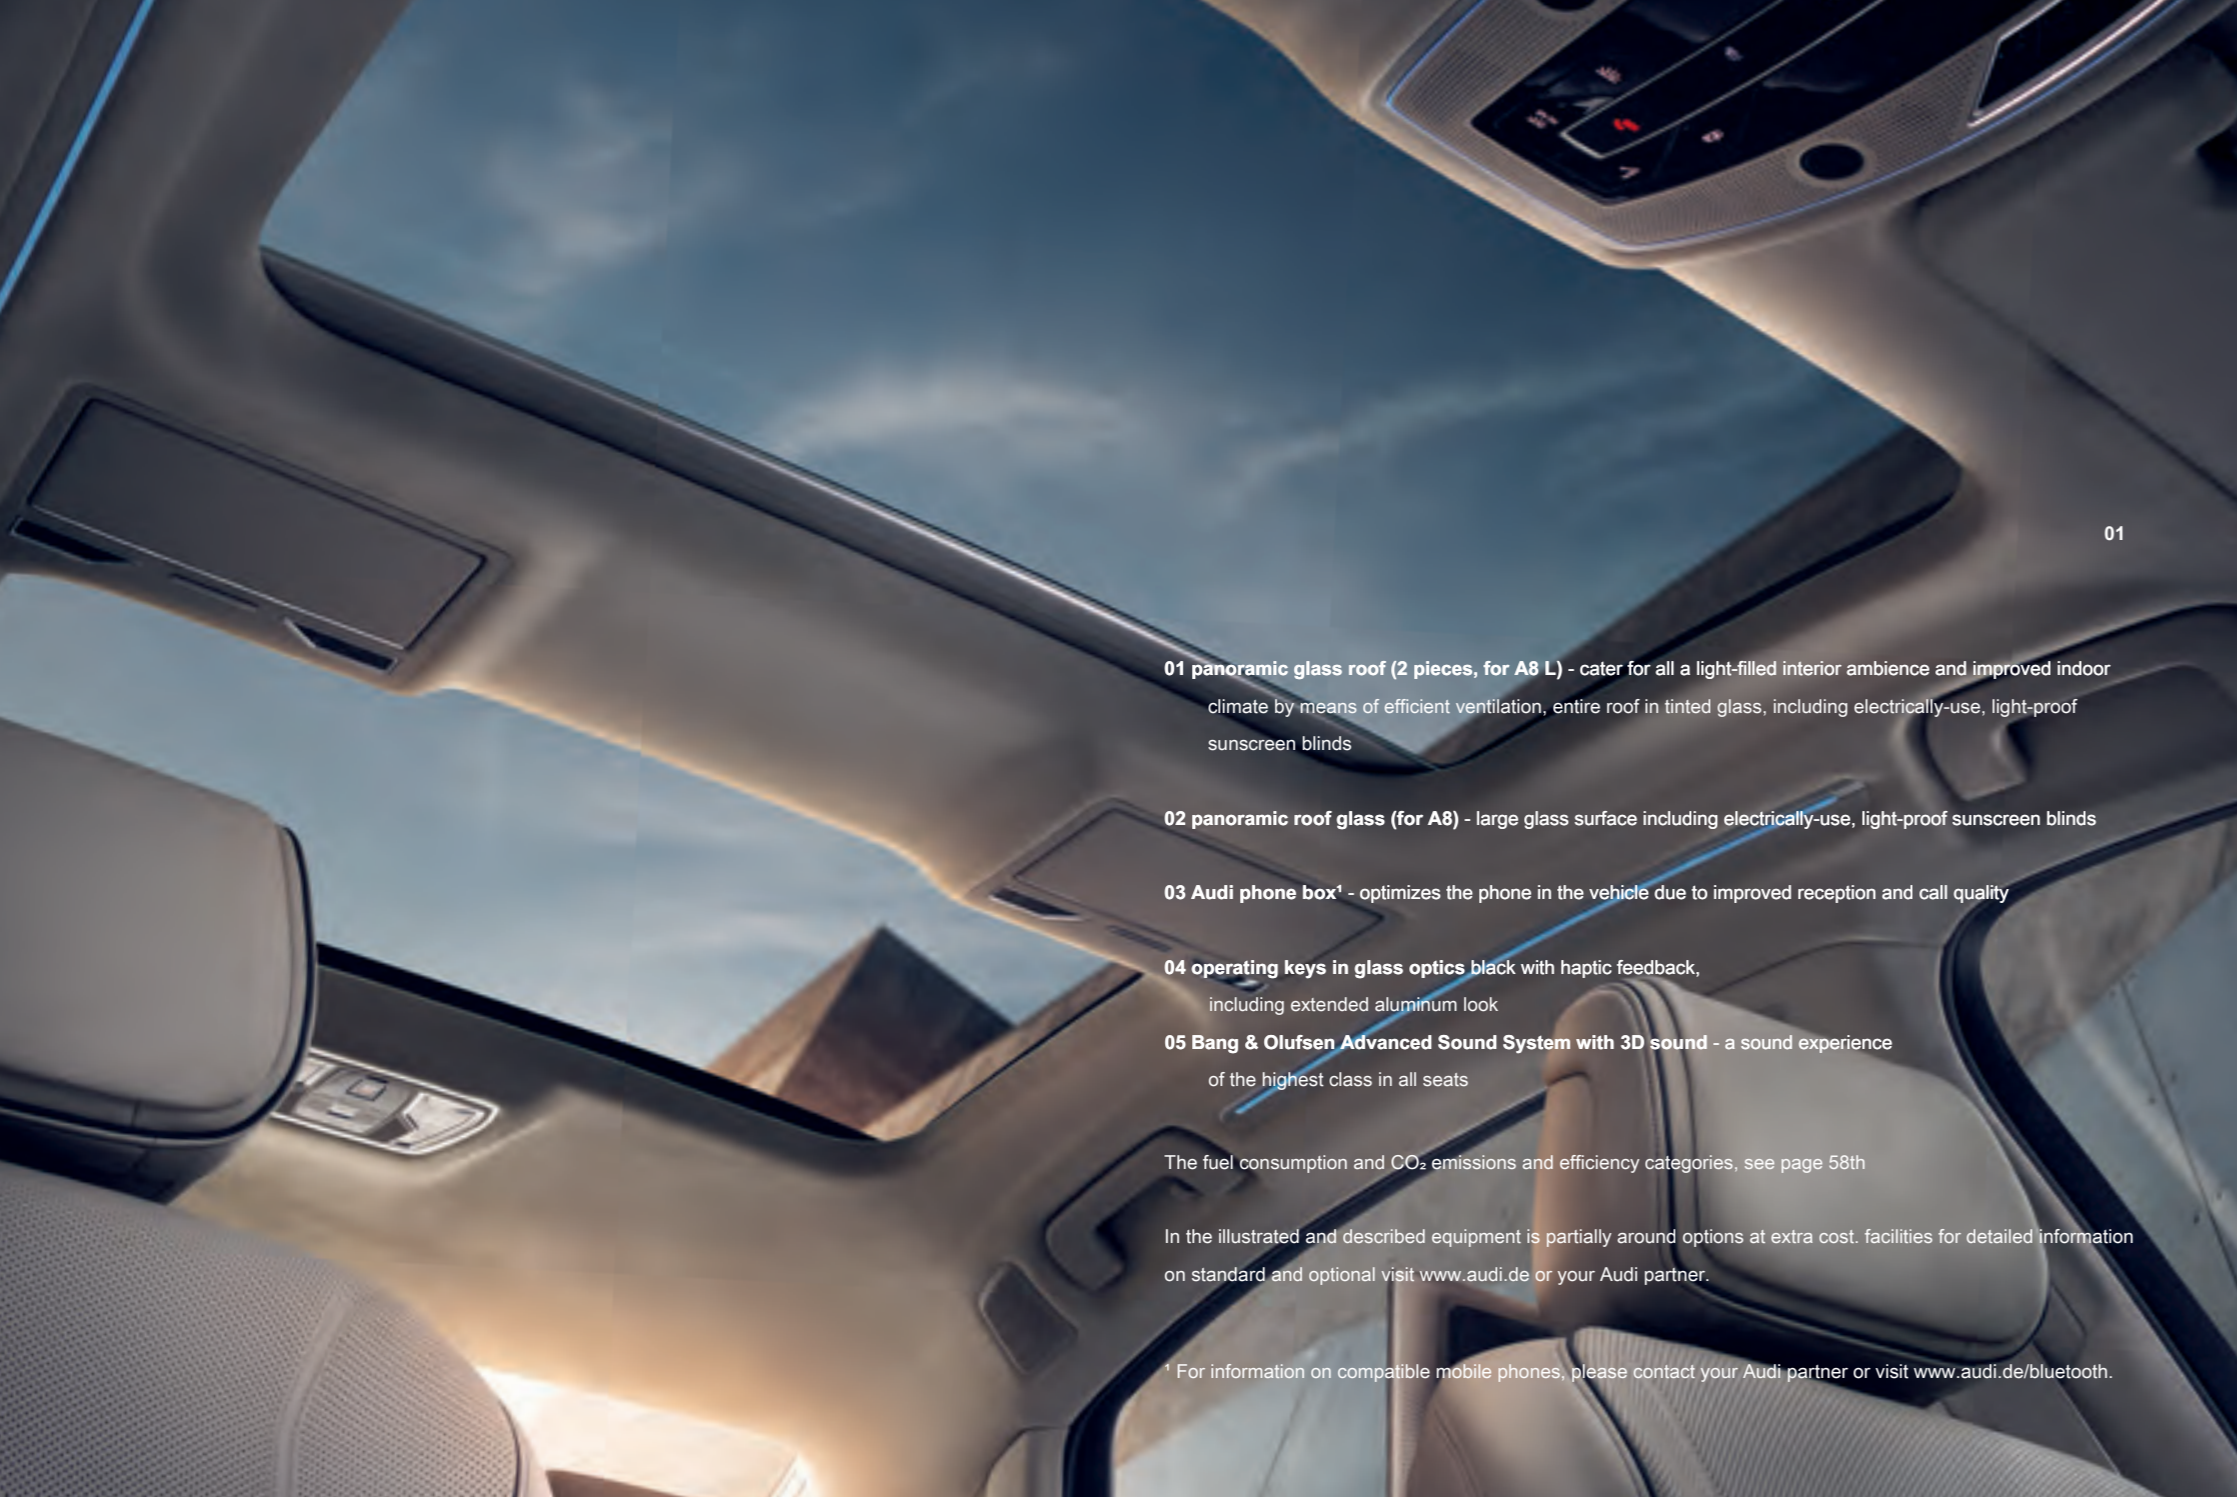 01
01 panoramic glass roof (2 pieces, for A8 L) - cater for all a light-filled interior ambience and improved indoor
climate by means of efficient ventilation, entire roof in tinted glass, including electrically-use, light-proof
sunscreen blinds
02 panoramic roof glass (for A8) - large glass surface including electrically-use, light-proof sunscreen blinds
03 Audi phone box¹ - optimizes the phone in the vehicle due to improved reception and call quality
04 operating keys in glass optics black with haptic feedback,
including extended aluminum look
05 Bang & Olufsen Advanced Sound System with 3D sound - a sound experience
of the highest class in all seats
The fuel consumption and CO₂ emissions and efficiency categories, see page 58th
In the illustrated and described equipment is partially around options at extra cost. facilities for detailed information
on standard and optional visit www.audi.de or your Audi partner.
¹ For information on compatible mobile phones, please contact your Audi partner or visit www.audi.de/bluetooth.